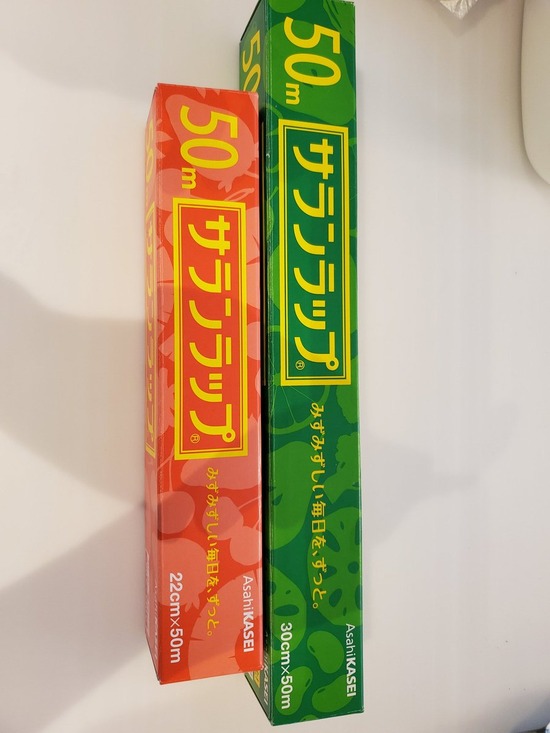 50m
サランラップ®
みずみずしい毎日を、ずっと。
AsahiKASEI
22cm×50m
50m
サランラップ®
みずみずしい毎日を、ずっと。
AsahiKASEI
30cm×50m